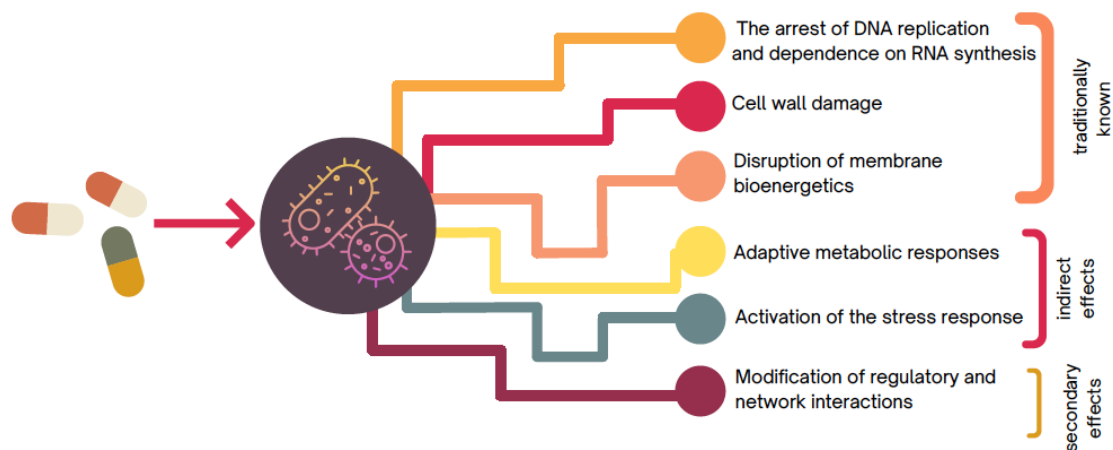 The arrest of DNA replication
and dependence on RNA synthesis
Cell wall damage
Disruption of membrane
bioenergetics
traditionally
known
Adaptive metabolic responses
Activation of the stress response
indirect
effects
Modification of regulatory and
network interactions
secondary
effects